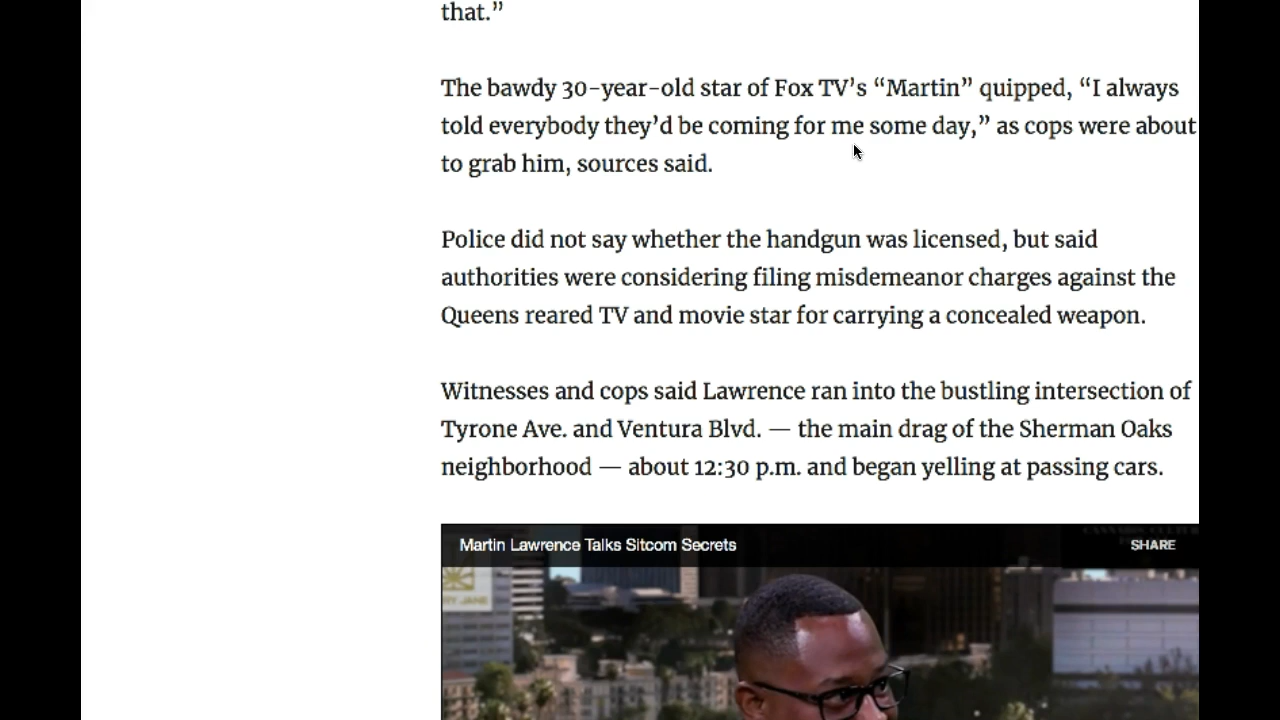 that.”
The bawdy 30-year-old star of Fox TV’s “Martin” quipped, “I always
told everybody they’d be coming for me some day,” as cops were about
to grab him, sources said.
Police did not say whether the handgun was licensed, but said
authorities were considering filing misdemeanor charges against the
Queens reared TV and movie star for carrying a concealed weapon.
Witnesses and cops said Lawrence ran into the bustling intersection of
Tyrone Ave. and Ventura Blvd. — the main drag of the Sherman Oaks
neighborhood — about 12:30 p.m. and began yelling at passing cars.
Martin Lawrence Talks Sitcom Secrets
SHARE
RY JANE